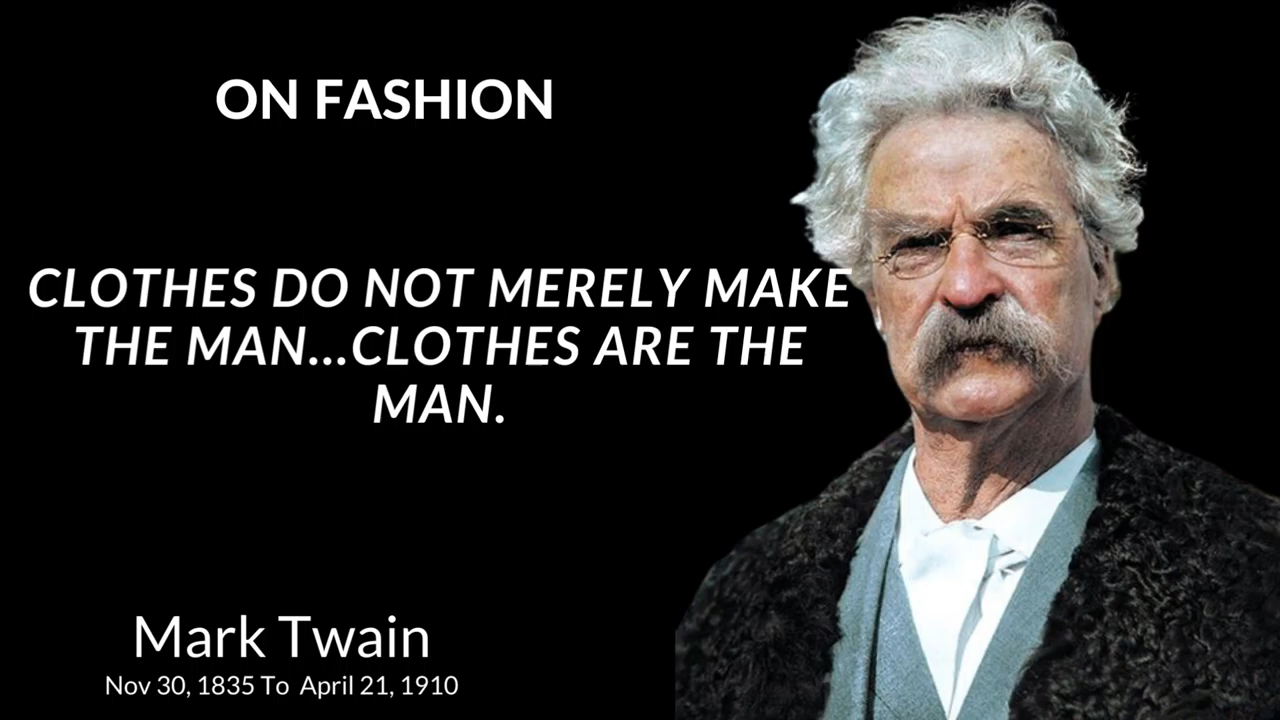 ON FASHION
CLOTHES DO NOT MERELY MAKE
THE MAN...CLOTHES ARE THE
MAN.
Mark Twain
Nov 30, 1835 To April 21, 1910